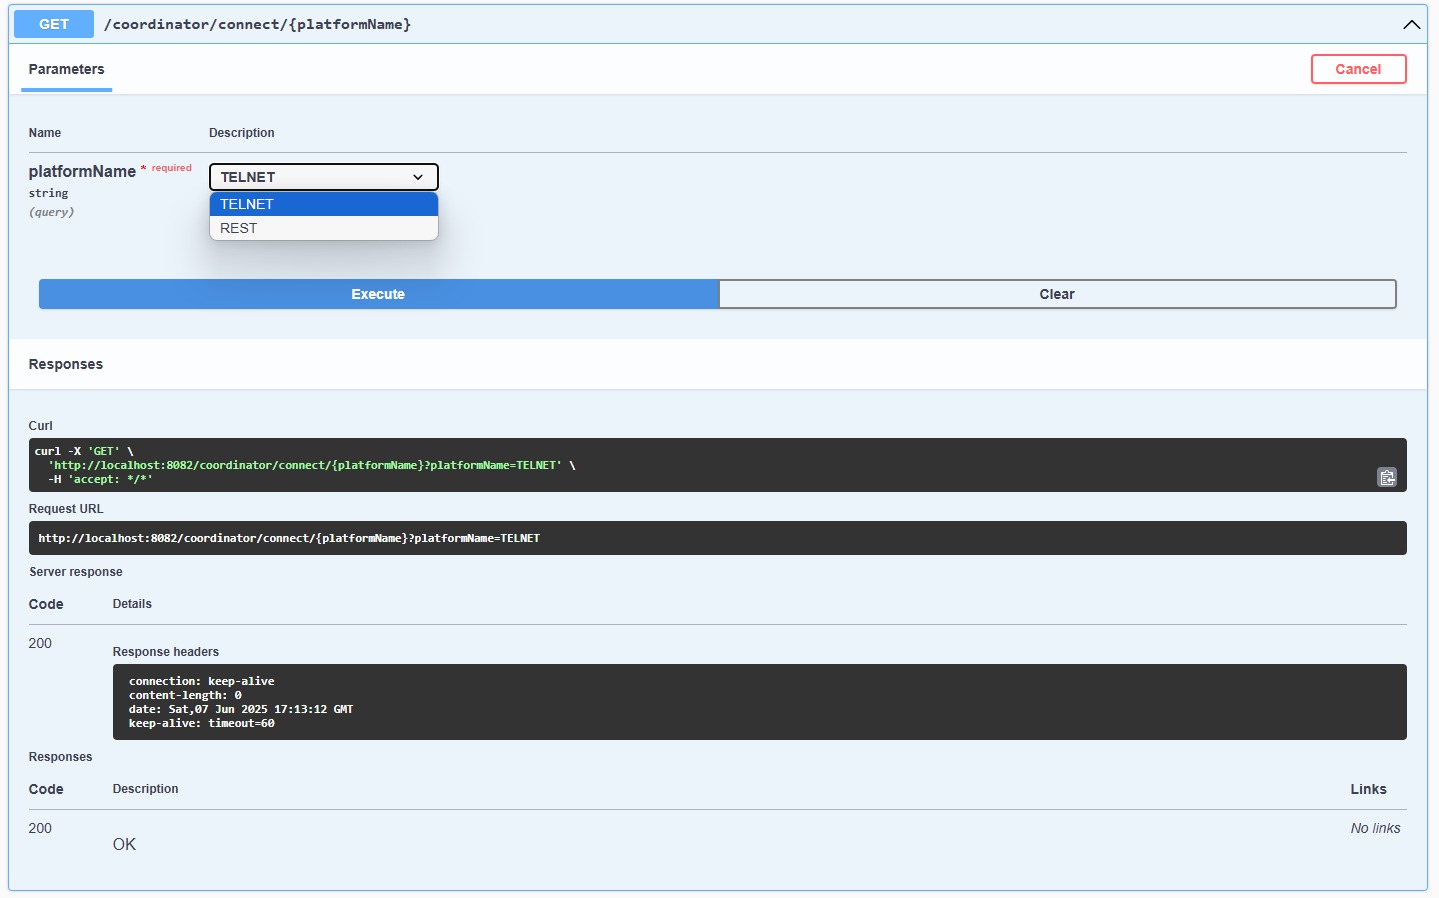 GET /coordinator/connect/{platformName}
Parameters
Cancel
Name Description
platformName * required
TELNET
string
(query)
TELNET
REST
Execute Clear
Responses
Curl
curl -X 'GET' \
'http://localhost:8082/coordinator/connect/{platformName}?platformName=TELNET' \
-H 'accept: */*'
Request URL
http://localhost:8082/coordinator/connect/{platformName}?platformName=TELNET
Server response
Code Details
200
Response headers
connection: keep-alive
content-length: 0
date: Sat,07 Jun 2025 17:13:12 GMT
keep-alive: timeout=60
Responses
Code Description Links
200 No links
OK